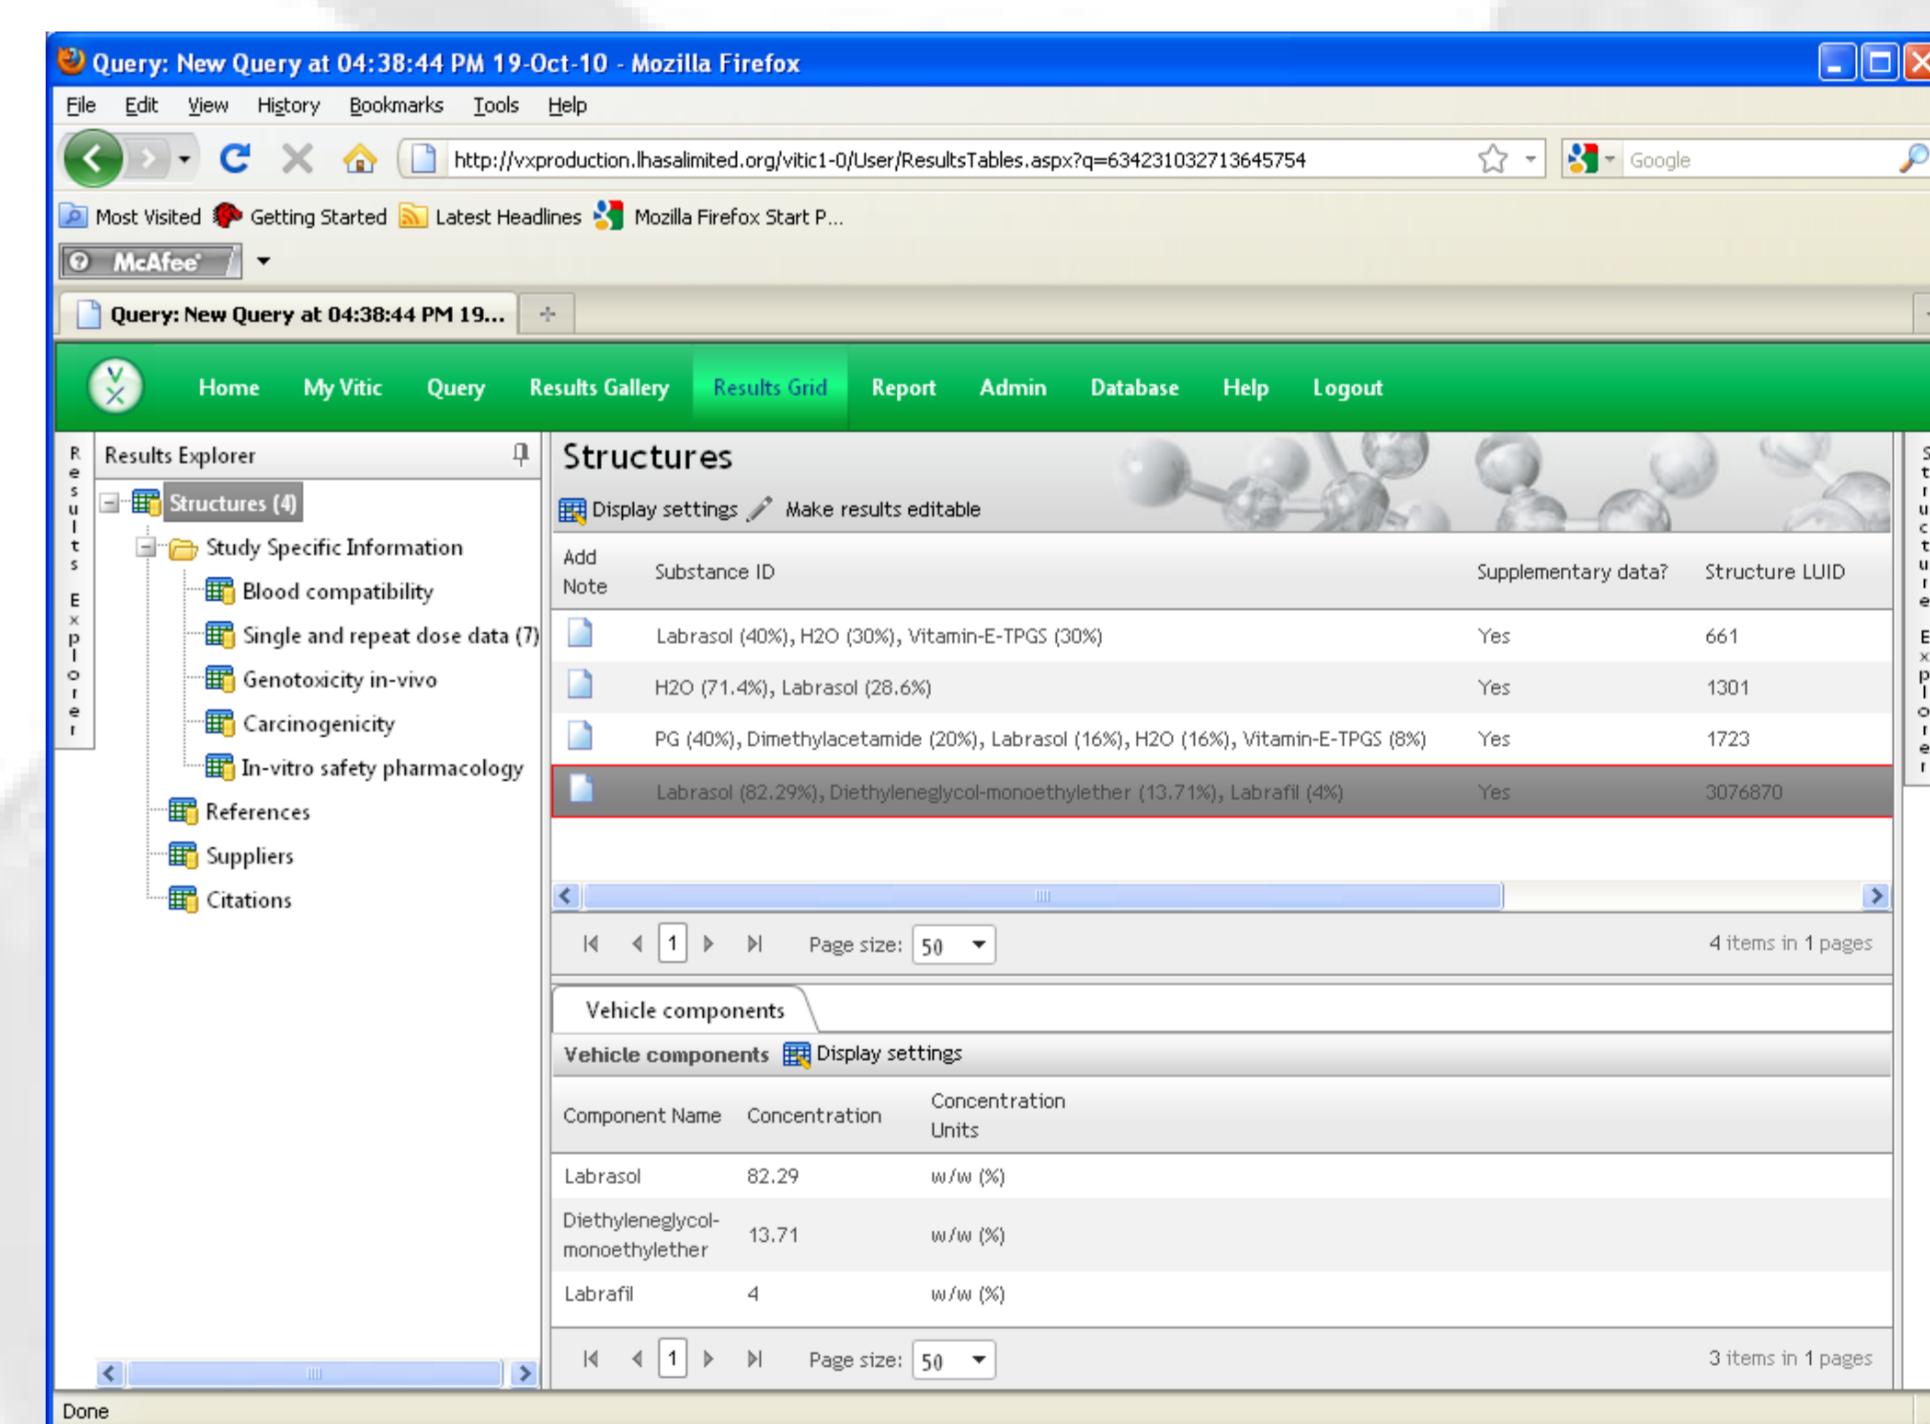 Query: New Query at 04:38:44 PM 19-Oct-10 - Mozilla Firefox
File Edit View History Bookmarks Tools Help
http://vxproduction.lhasalimited.org/vitic1-0/User/ResultsTables.aspx?q=634231032713645754 Google
Most Visited Getting Started Latest Headlines Mozilla Firefox Start P...
McAfee
Query: New Query at 04:38:44 PM 19...
Home My Vitic Query Results Gallery Results Grid Report Admin Database Help Logout
Results Explorer
Results Explorer
Structures (4)
Study Specific Information
Blood compatibility
Single and repeat dose data (7)
Genotoxicity in-vivo
Carcinogenicity
In-vitro safety pharmacology
References
Suppliers
Citations
Structures
Display settings Make results editable
Add Note Substance ID Supplementary data? Structure LUID
Labrasol (40%), H2O (30%), Vitamin-E-TPGS (30%) Yes 661
H2O (71.4%), Labrasol (28.6%) Yes 1301
PG (40%), Dimethylacetamide (20%), Labrasol (16%), H2O (16%), Vitamin-E-TPGS (8%) Yes 1723
Labrasol (82.29%), Diethyleneglycol-monoethylether (13.71%), Labrafil (4%) Yes 3076870
1 Page size: 50 4 items in 1 pages
Vehicle components
Vehicle components Display settings
Component Name Concentration Concentration Units
Labrasol 82.29 w/w (%)
Diethyleneglycol-
monoethylether 13.71 w/w (%)
Labrafil 4 w/w (%)
1 Page size: 50 3 items in 1 pages
Structure Explorer
Done